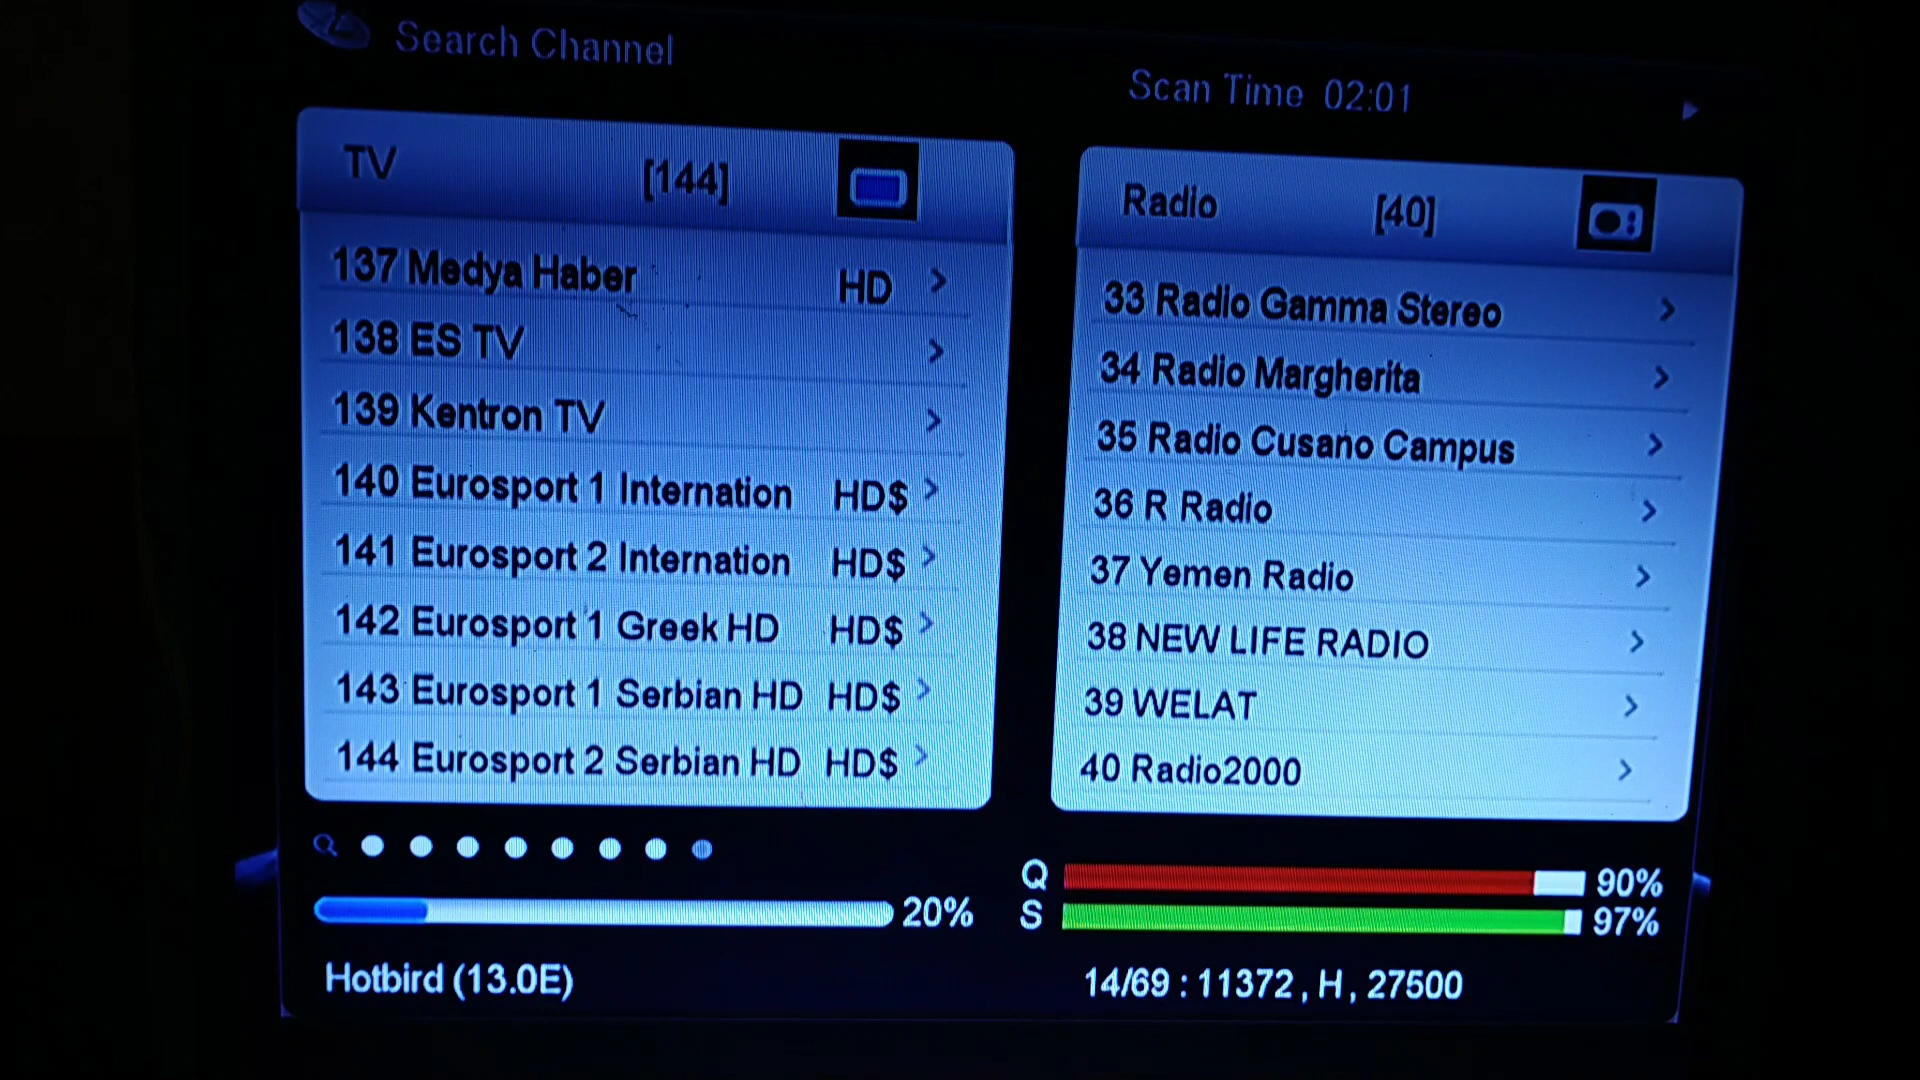 Search Channel
Scan Time 02:01
TV [144]
137 Medya Haber HD
138 ES TV
139 Kentron TV
140 Eurosport 1 Internation HD$
141 Eurosport 2 Internation HD$
142 Eurosport 1 Greek HD HD$
143 Eurosport 1 Serbian HD HD$
144 Eurosport 2 Serbian HD HD$
Radio [40]
33 Radio Gamma Stereo
34 Radio Margherita
35 Radio Cusano Campus
36 R Radio
37 Yemen Radio
38 NEW LIFE RADIO
39 WELAT
40 Radio2000
20%
Hotbird (13.0E)
Q 90%
S 97%
14/69 : 11372 , H , 27500